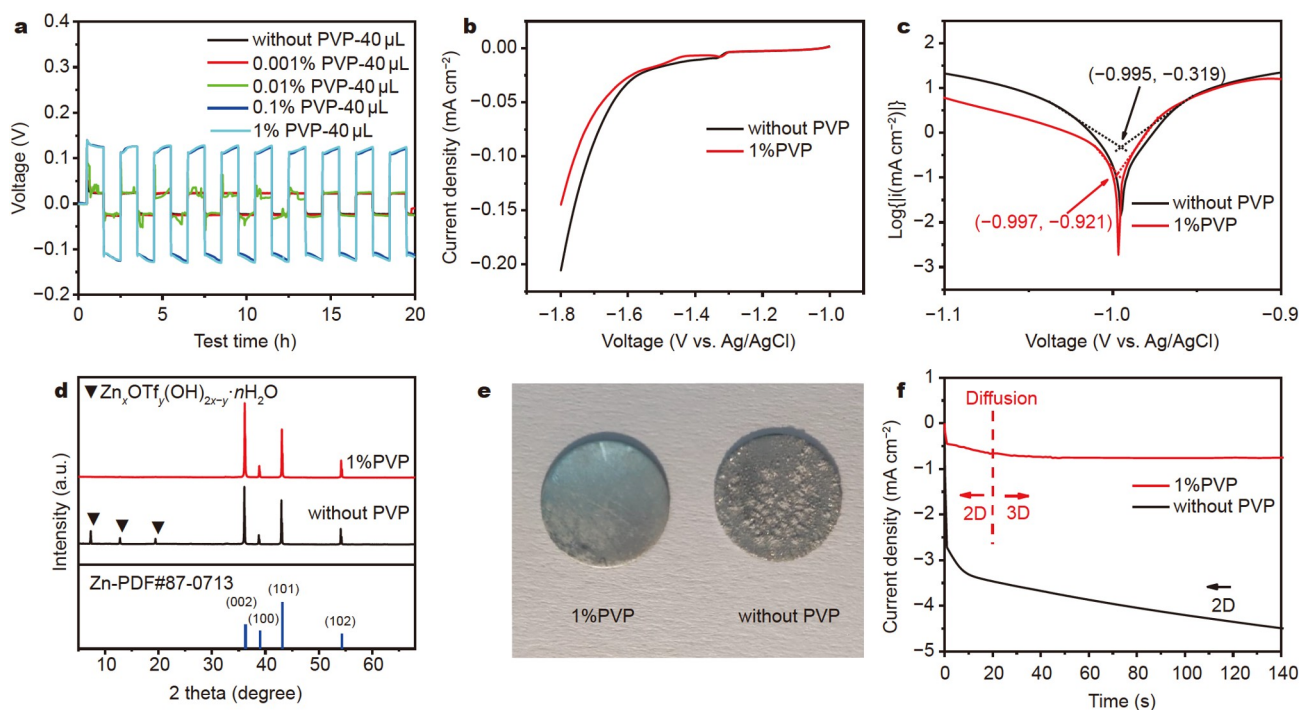 a
0.4
0.3
0.2
0.1
0.0
−0.1
−0.2
0
5
10
15
20
Voltage (V)
Test time (h)
without PVP-40 μL
0.001% PVP-40 μL
0.01% PVP-40 μL
0.1% PVP-40 μL
1% PVP-40 μL
b
0.00
−0.05
−0.10
−0.15
−0.20
−1.8
−1.6
−1.4
−1.2
−1.0
Current density (mA cm⁻²)
Voltage (V vs. Ag/AgCl)
without PVP
1%PVP
c
2
1
0
−1
−2
−3
−1.1
−1.0
−0.9
Log{|i(mA cm⁻²)|}
Voltage (V vs. Ag/AgCl)
(−0.995, −0.319)
(−0.997, −0.921)
without PVP
1%PVP
d
▼ZnₓOTfᵧ(OH)₂ₓ₋ᵧ·nH₂O
1%PVP
without PVP
Zn-PDF#87-0713
(002)
(100)
(101)
(102)
10
20
30
40
50
60
Intensity (a.u.)
2 theta (degree)
e
1%PVP
without PVP
f
1
0
−1
−2
−3
−4
−5
0
20
40
60
80
100
120
140
Current density (mA cm⁻²)
Time (s)
Diffusion
2D
3D
1%PVP
without PVP
2D